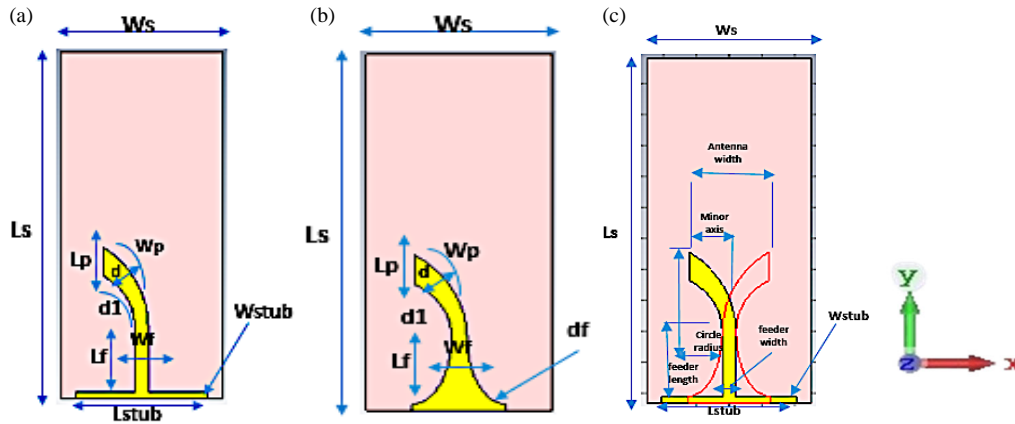 (a)
Ws
Ls
Lp
Wp
d
d1
Wstub
Lf
Wf
Lstub
(b)
Ws
Ls
Lp
Wp
d
d1
df
Lf
Wf
(c)
Ws
Ls
Antenna
width
Minor
axis
Circle
radius
feeder
width
Wstub
feeder
length
Lstub
y
z
x